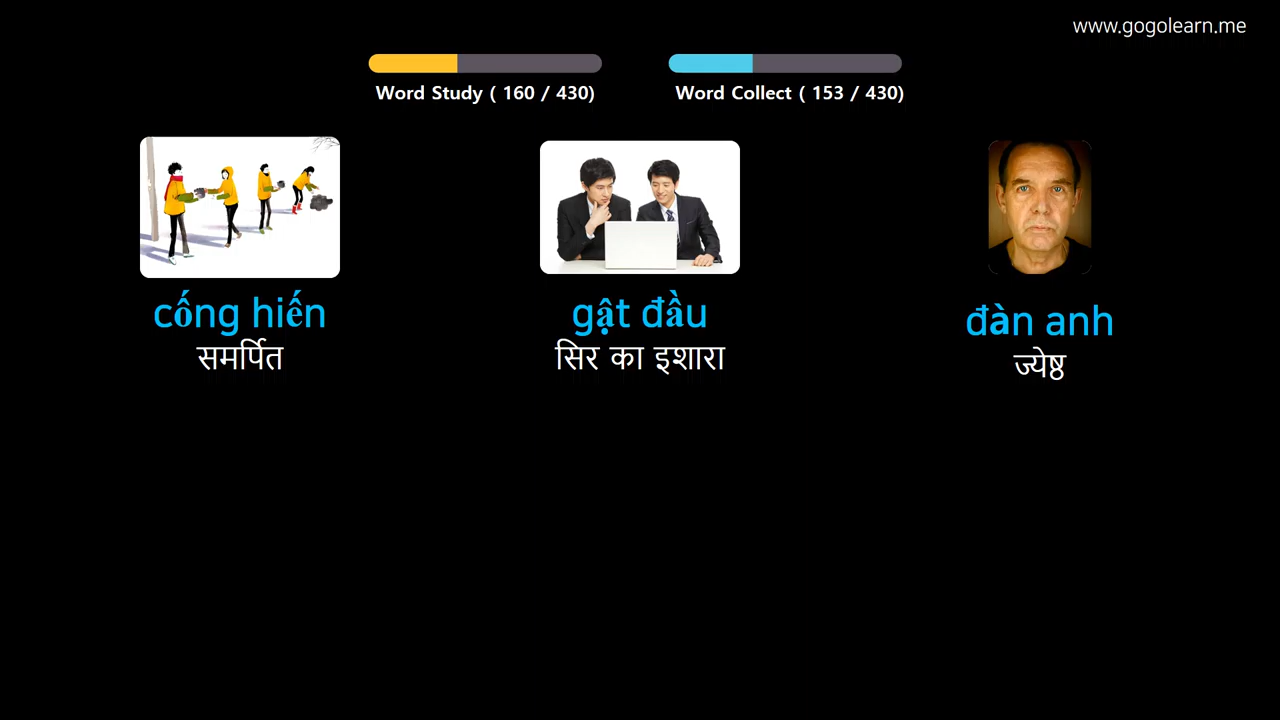 www.gogolearn.me
Word Study ( 160 / 430)
Word Collect ( 153 / 430)
cống hiến
समर्पित
gật đầu
सिर का इशारा
đàn anh
ज्येष्ठ